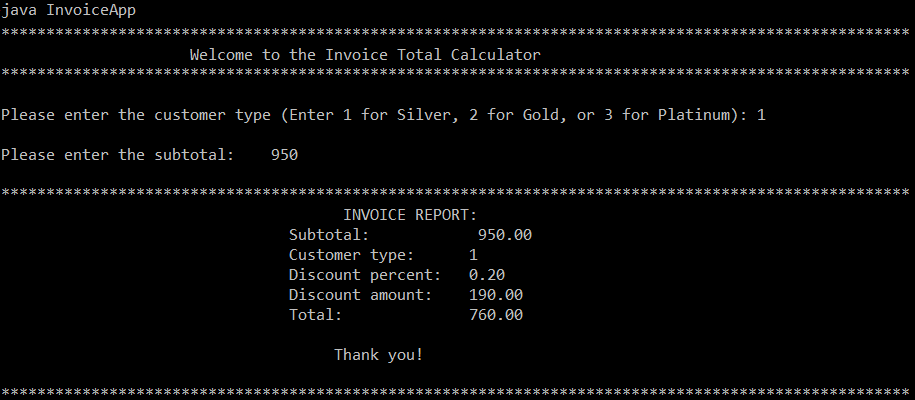 java InvoiceApp
*****************************************************************************************************
Welcome to the Invoice Total Calculator
*****************************************************************************************************
Please enter the customer type (Enter 1 for Silver, 2 for Gold, or 3 for Platinum): 1
Please enter the subtotal:    950
*****************************************************************************************************
INVOICE REPORT:
Subtotal:            950.00
Customer type:      1
Discount percent:   0.20
Discount amount:    190.00
Total:              760.00
Thank you!
*****************************************************************************************************